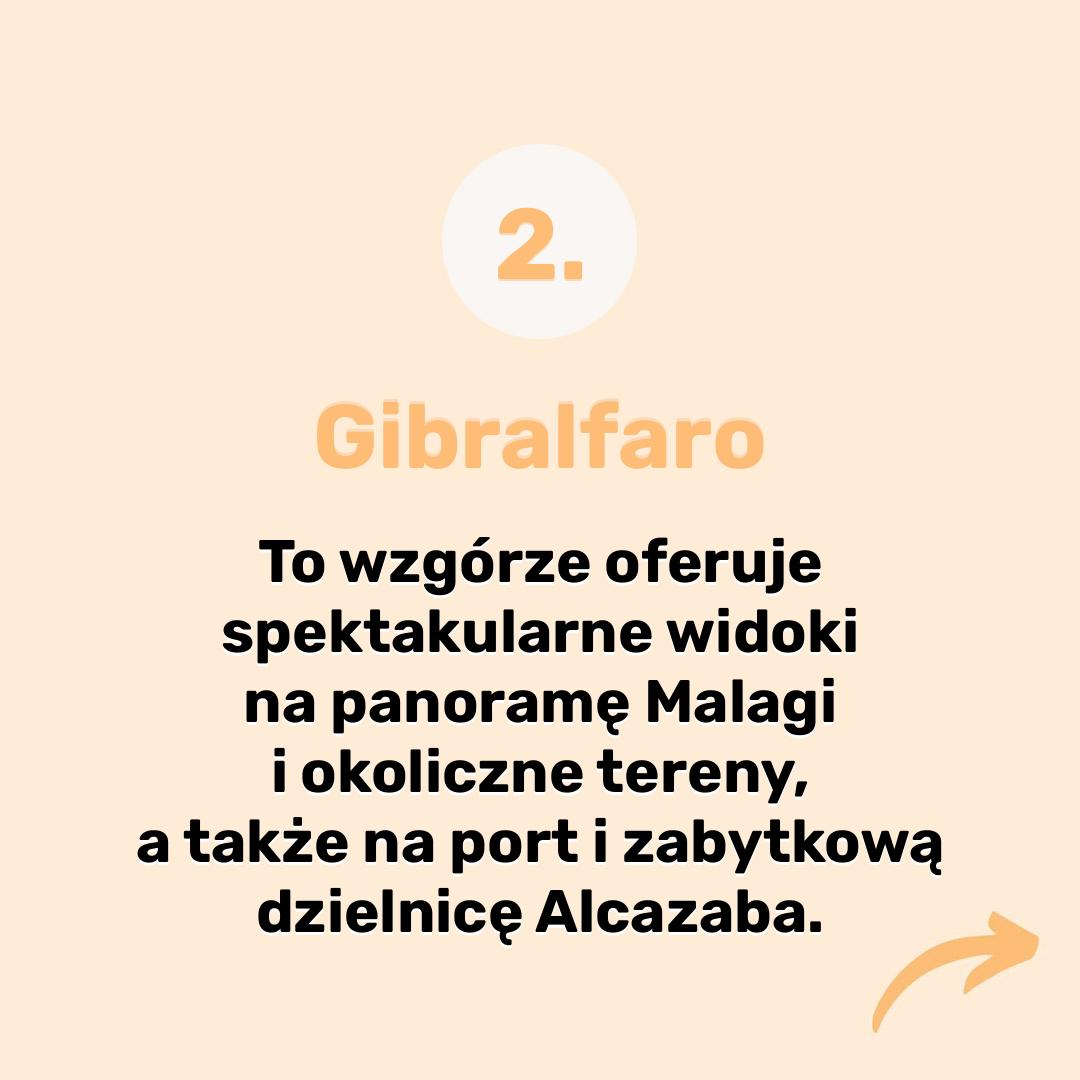 2.
Gibralfaro
To wzgórze oferuje
spektakularne widoki
na panoramę Malagi
i okoliczne tereny,
a także na port i zabytkową
dzielnicę Alcazaba.